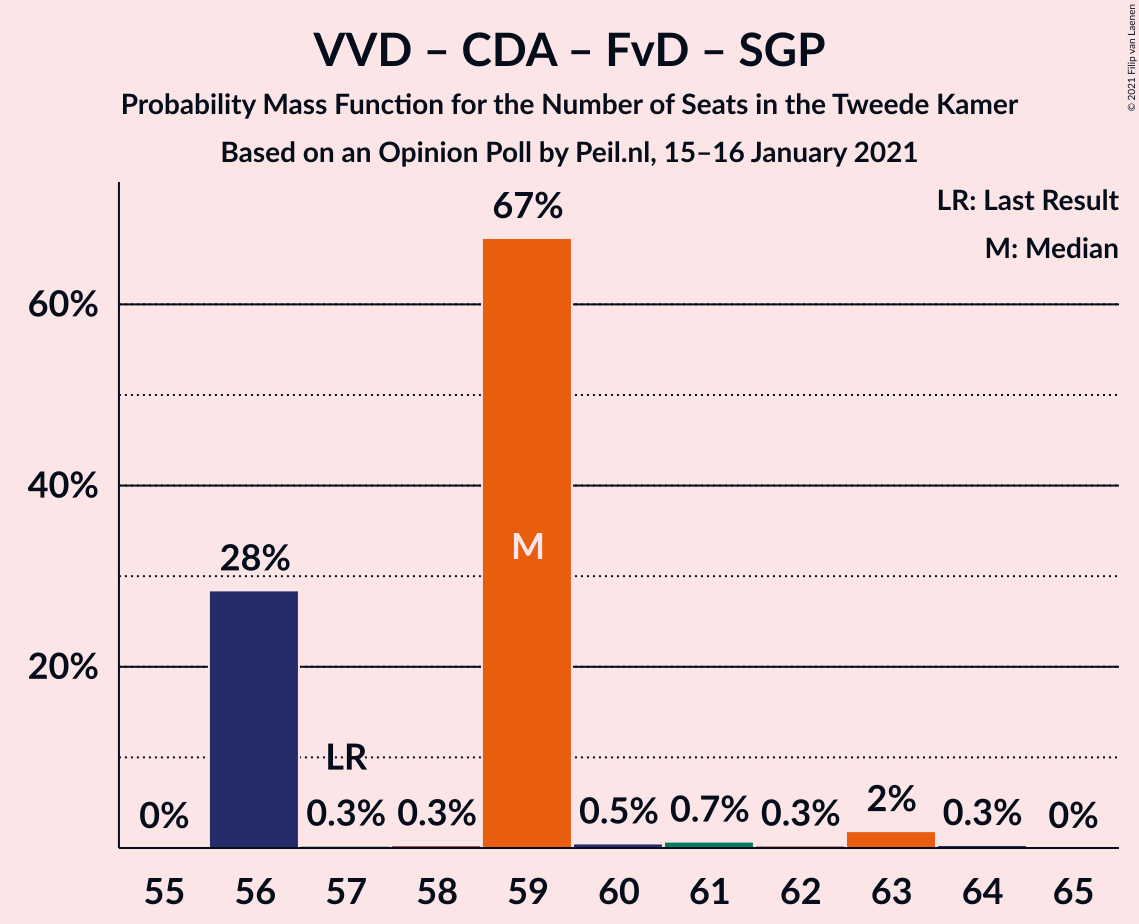 VVD – CDA – FvD – SGP
Probability Mass Function for the Number of Seats in the Tweede Kamer
Based on an Opinion Poll by Peil.nl, 15–16 January 2021
© 2021 Filip van Laenen
LR: Last Result
M: Median
67%
60%
40%
M
28%
20%
LR
0% 0.3% 0.3% 0.5% 0.7% 0.3% 2% 0.3% 0%
55 56 57 58 59 60 61 62 63 64 65